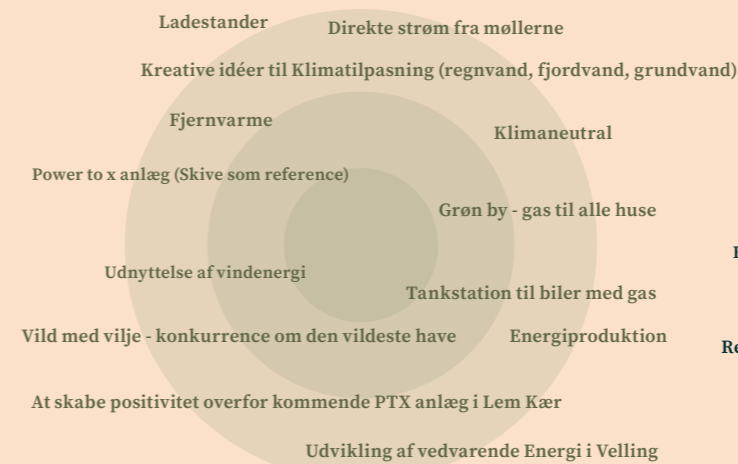 Ladestander
Direkte strøm fra møllerne
Kreative idéer til Klimatilpasning (regnvand, fjordvand, grundvand)
Fjernvarme
Klimaneutral
Power to x anlæg (Skive som reference)
Grøn by - gas til alle huse
Udnyttelse af vindenergi
Tankstation til biler med gas
Vild med vilje - konkurrence om den vildeste have
Energiproduktion
At skabe positivitet overfor kommende PTX anlæg i Lem Kær
Udvikling af vedvarende Energi i Velling